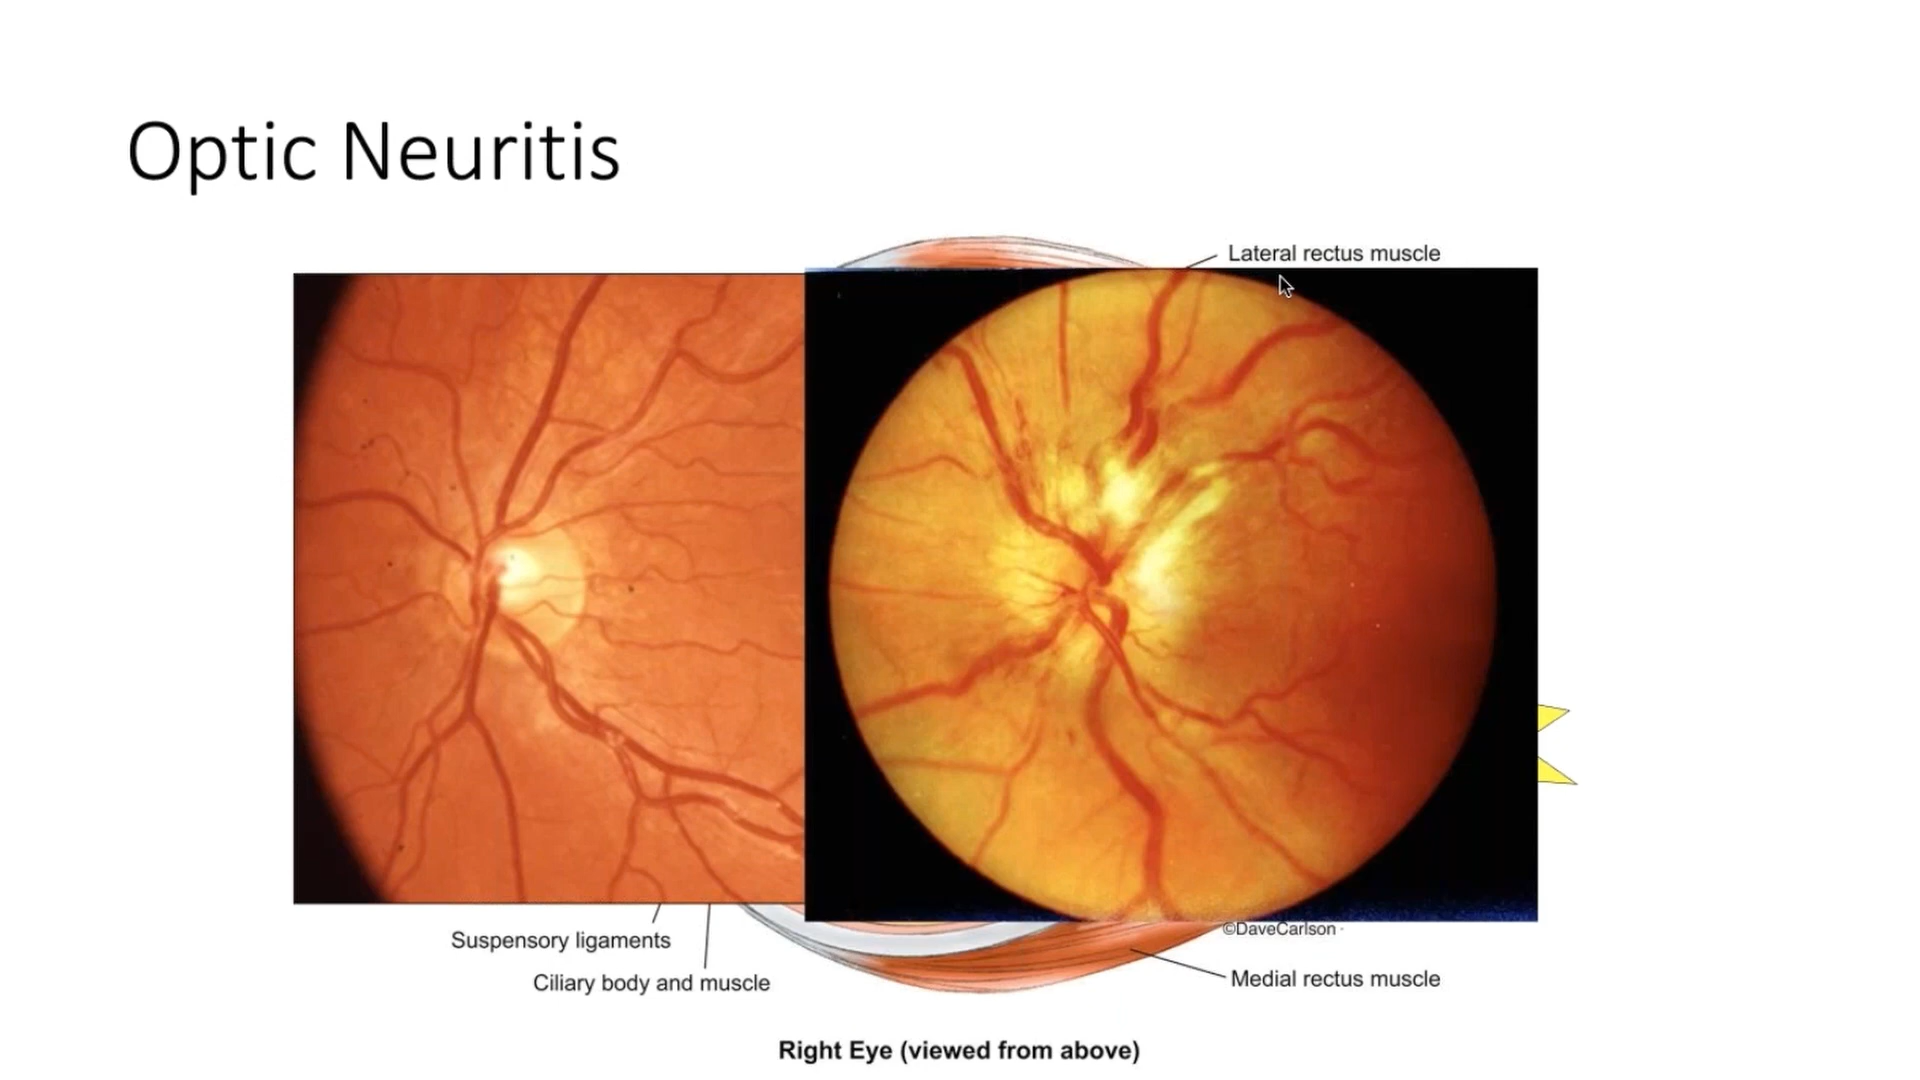 Optic Neuritis
Lateral rectus muscle
Suspensory ligaments
Ciliary body and muscle
©DaveCarlson
Medial rectus muscle
Right Eye (viewed from above)